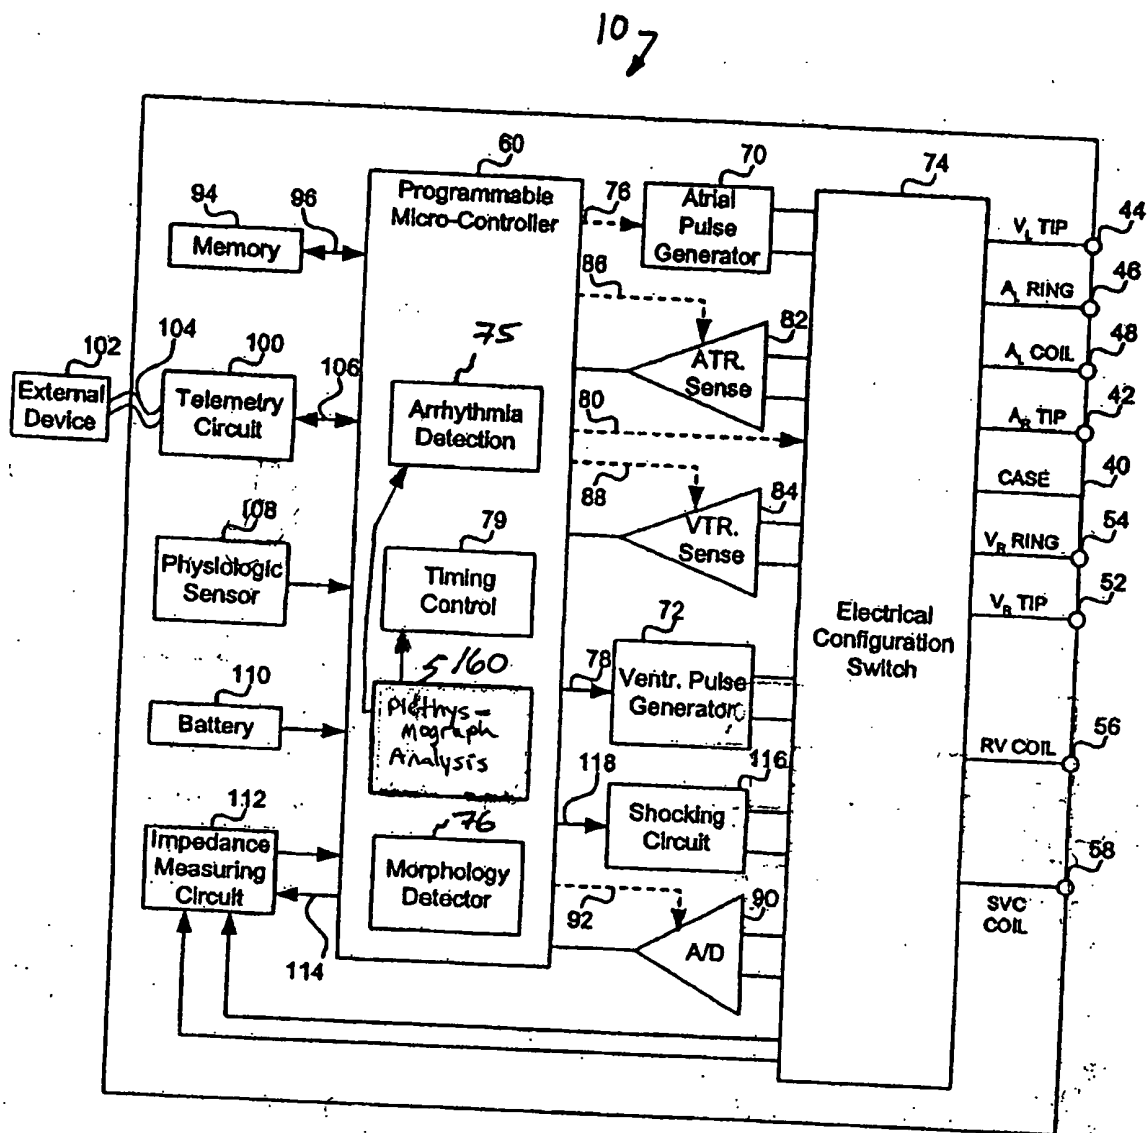 10
60
Programmable
Micro-Controller
70
Atrial
Pulse
Generator
74
76
94
Memory
96
V_L TIP
44
A_L RING
46
86
82
ATR.
Sense
A_L COIL
48
102
External
Device
104
100
Telemetry
Circuit
106
75
Arrhythmia
Detection
80
A_R TIP
42
CASE
40
88
84
VTR.
Sense
V_R RING
54
108
Physiologic
Sensor
79
Timing
Control
V_R TIP
52
Electrical
Configuration
Switch
72
Ventr. Pulse
Generator
78
160
Plethys-
mograph
Analysis
110
Battery
RV COIL
56
118
116
Shocking
Circuit
112
Impedance
Measuring
Circuit
114
76
Morphology
Detector
92
90
A/D
58
SVC
COIL